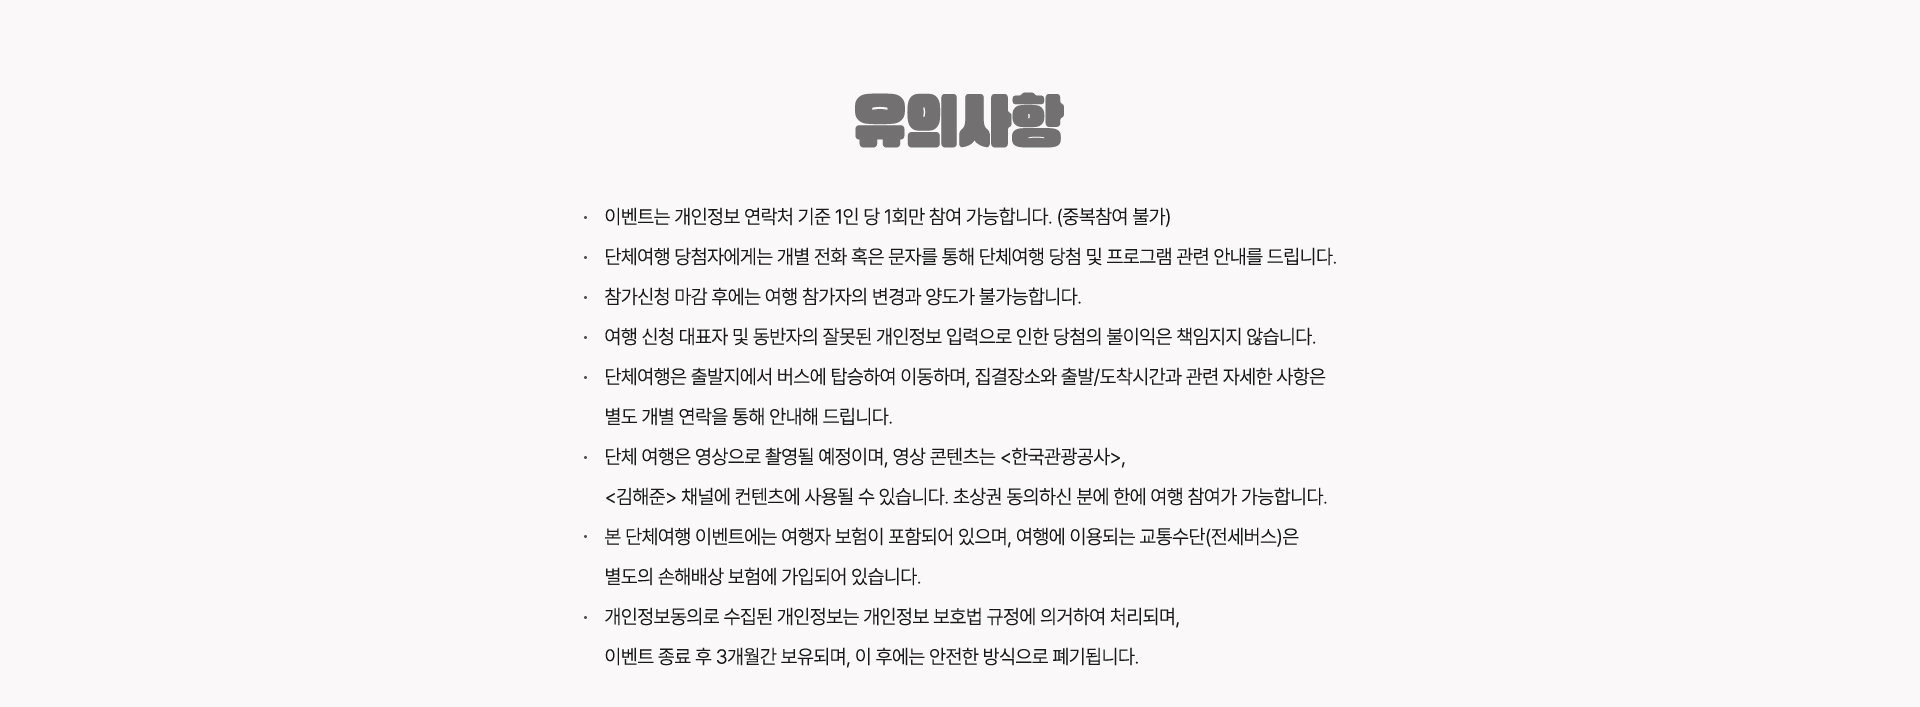 유의사항
· 이벤트는 개인정보 연락처 기준 1인 당 1회만 참여 가능합니다. (중복참여 불가)
· 단체여행 당첨자에게는 개별 전화 혹은 문자를 통해 단체여행 당첨 및 프로그램 관련 안내를 드립니다.
· 참가신청 마감 후에는 여행 참가자의 변경과 양도가 불가능합니다.
· 여행 신청 대표자 및 동반자의 잘못된 개인정보 입력으로 인한 당첨의 불이익은 책임지지 않습니다.
· 단체여행은 출발지에서 버스에 탑승하여 이동하며, 집결장소와 출발/도착시간과 관련 자세한 사항은
별도 개별 연락을 통해 안내해 드립니다.
· 단체 여행은 영상으로 촬영될 예정이며, 영상 콘텐츠는 <한국관광공사>,
<김해준> 채널에 컨텐츠에 사용될 수 있습니다. 초상권 동의하신 분에 한에 여행 참여가 가능합니다.
· 본 단체여행 이벤트에는 여행자 보험이 포함되어 있으며, 여행에 이용되는 교통수단(전세버스)은
별도의 손해배상 보험에 가입되어 있습니다.
· 개인정보동의로 수집된 개인정보는 개인정보 보호법 규정에 의거하여 처리되며,
이벤트 종료 후 3개월간 보유되며, 이 후에는 안전한 방식으로 폐기됩니다.